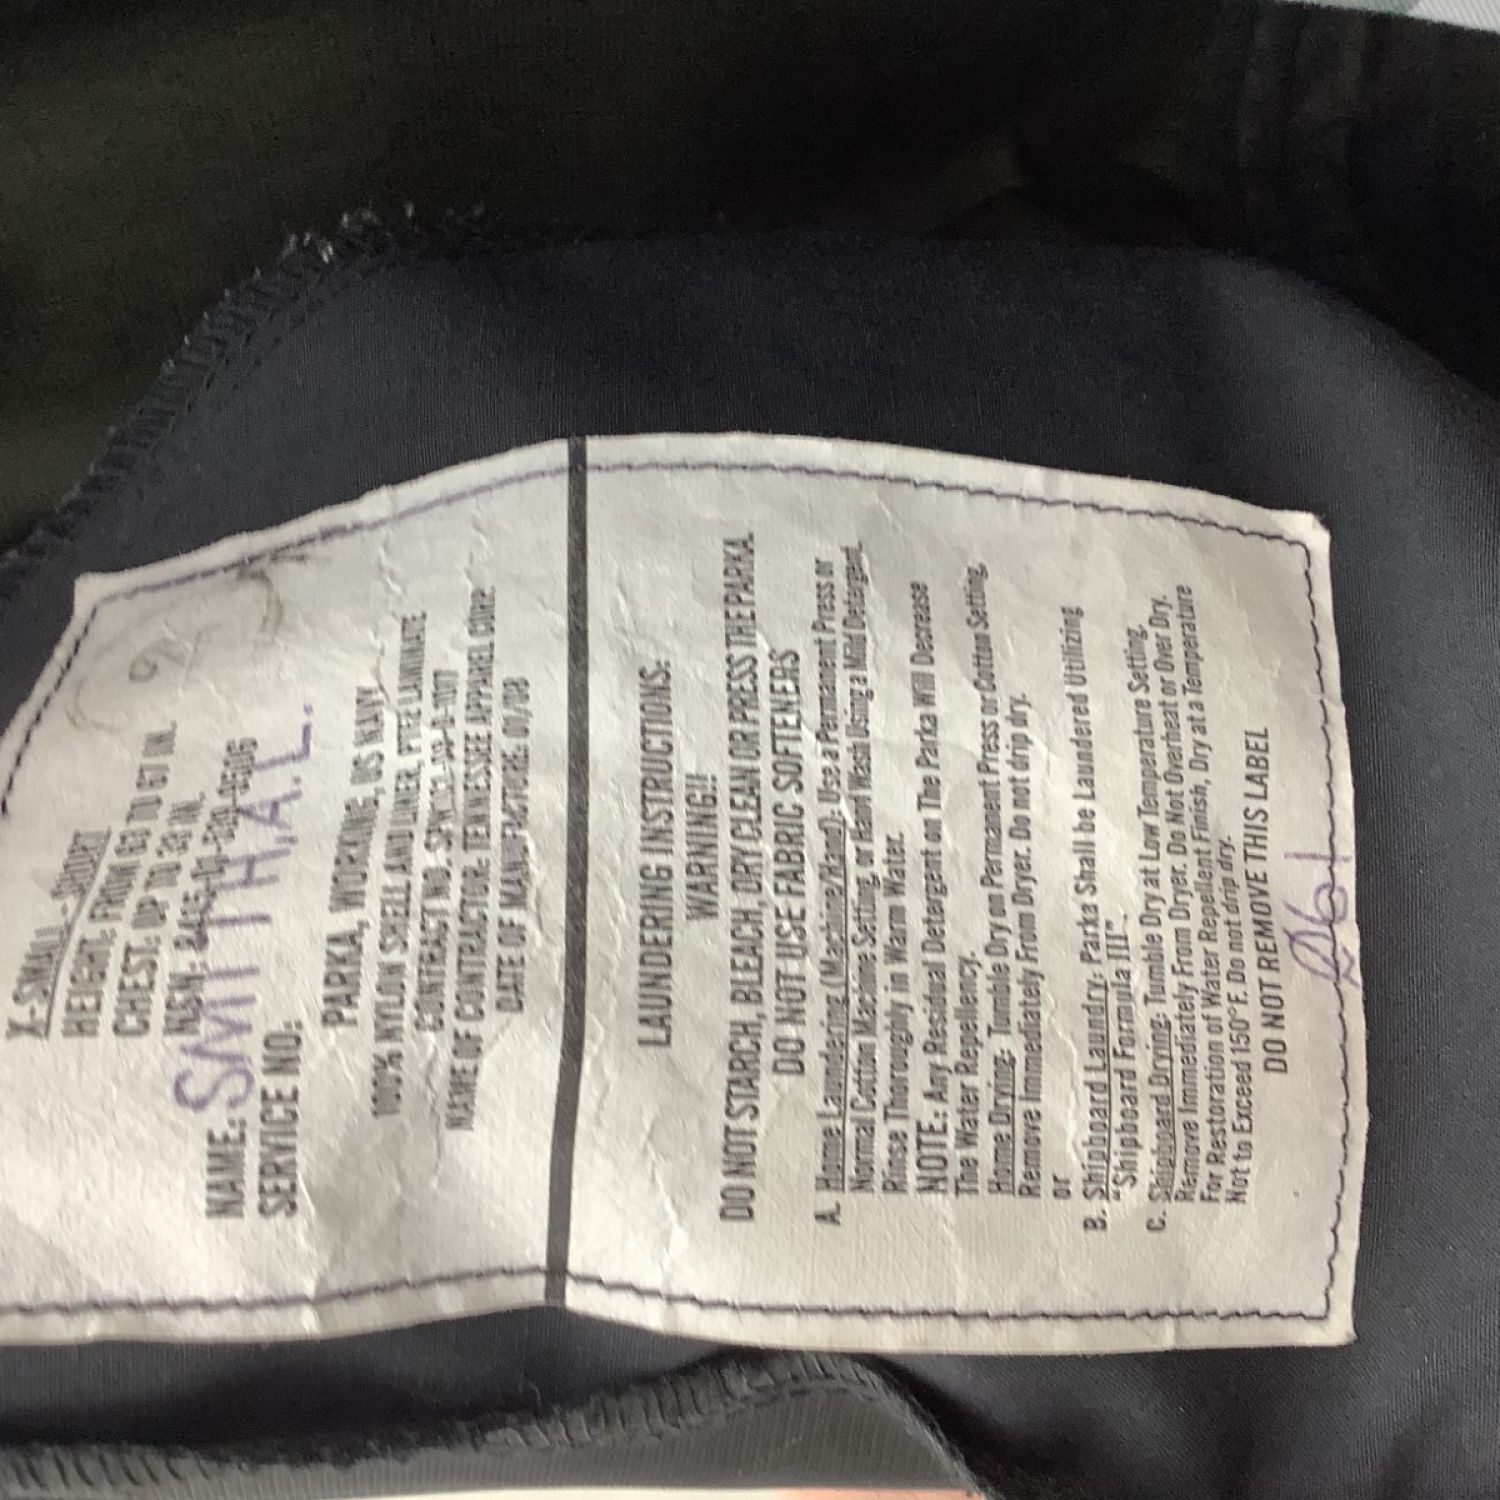 X-SMALL-SHORT
HEIGHT: FROM 63 TO 67 IN.
CHEST: UP TO 33 IN.
NSN:
NAME: SMITH, A.L.
SERVICE NO:
PARKA, WORKING, US NAVY
100% NYLON SHELL AND LINER, PTFE LAMINATE
CONTRACT NO.
NAME OF CONTRACTOR: TENNESSEE APPAREL CORP.
DATE OF MANUFACTURE: 01/08
LAUNDERING INSTRUCTIONS:
WARNING!!
DO NOT STARCH, BLEACH, DRY CLEAN OR PRESS THE PARKA
DO NOT USE FABRIC SOFTENERS
A. Home Laundering (Machine/Hand): Use a Permanent Press or
Normal Cotton Machine Setting, or Hand Wash Using a Mild Detergent.
Rinse Thoroughly in Warm Water.
NOTE: Any Residual Detergent on The Parka Will Decrease
The Water Repellency.
Home Drying: Tumble Dry on Permanent Press or Cotton Setting,
Remove Immediately From Dryer. Do not drip dry.
or
B. Shipboard Laundry: Parka Shall be Laundered Utilizing
"Shipboard Formula III".
C. Shipboard Drying: Tumble Dry at Low Temperature Setting,
Remove Immediately From Dryer. Do Not Overheat or Over Dry.
For Restoration of Water Repellent Finish, Dry at a Temperature
Not to Exceed 150° F. Do not drip dry.
DO NOT REMOVE THIS LABEL